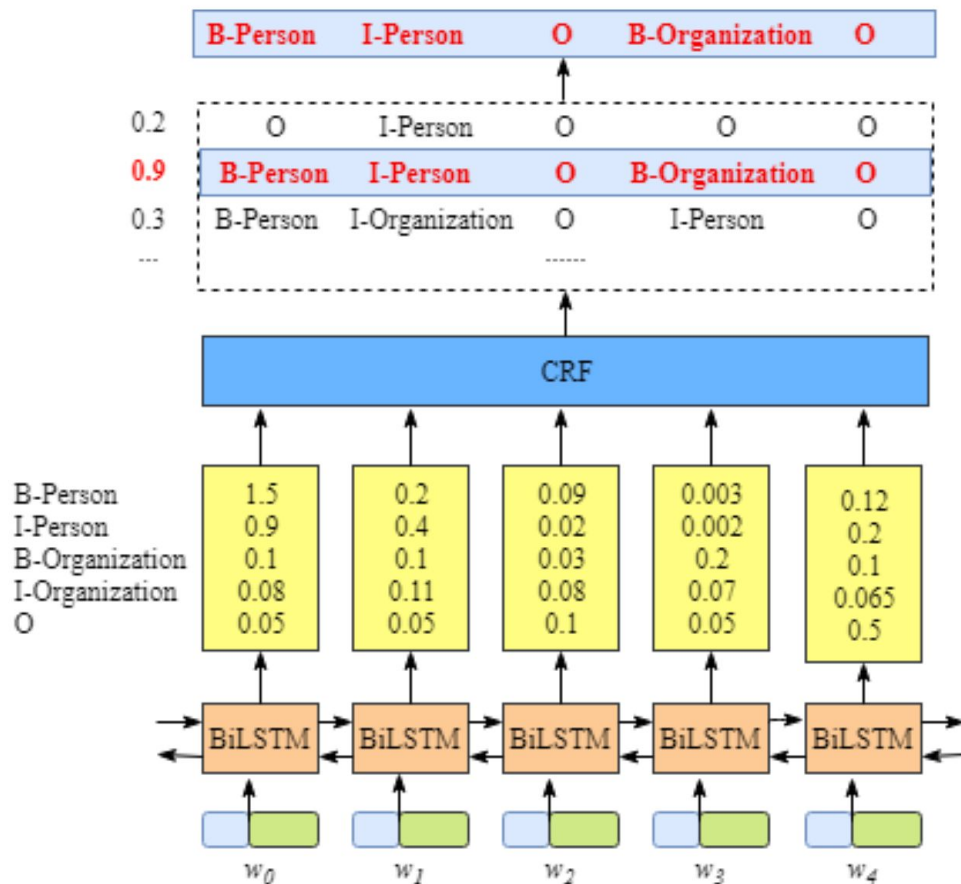 B-Person I-Person O B-Organization O
0.2 O I-Person O O O
0.9 B-Person I-Person O B-Organization O
0.3 B-Person I-Organization O I-Person O
... ......
CRF
B-Person 1.5 0.2 0.09 0.003 0.12
I-Person 0.9 0.4 0.02 0.002 0.2
B-Organization 0.1 0.1 0.03 0.2 0.1
I-Organization 0.08 0.11 0.08 0.07 0.065
O 0.05 0.05 0.1 0.05 0.5
BiLSTM BiLSTM BiLSTM BiLSTM BiLSTM
w0 w1 w2 w3 w4